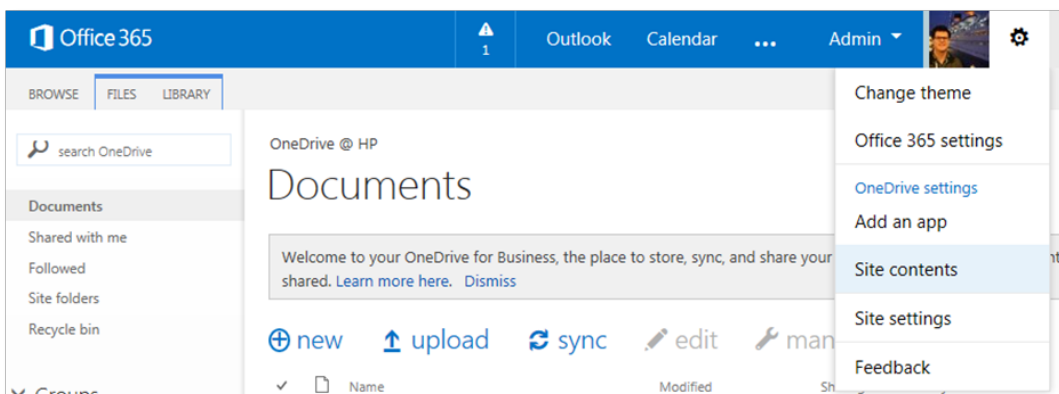 Office 365
1
Outlook Calendar ... Admin
BROWSE FILES LIBRARY
search OneDrive
Documents
Shared with me
Followed
Site folders
Recycle bin
Groups
OneDrive @ HP
Documents
Welcome to your OneDrive for Business, the place to store, sync, and share your
shared. Learn more here. Dismiss
new upload sync edit man
Name Modified Sh
Change theme
Office 365 settings
OneDrive settings
Add an app
Site contents
Site settings
Feedback